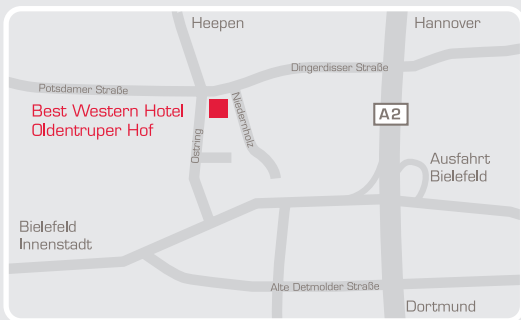 Heepen
Hannover
Dingerdisser Straße
Potsdamer Straße
Best Western Hotel
Oldentruper Hof
Niedernholz
A2
Ostring
Ausfahrt
Bielefeld
Bielefeld
Innenstadt
Alte Detmolder Straße
Dortmund